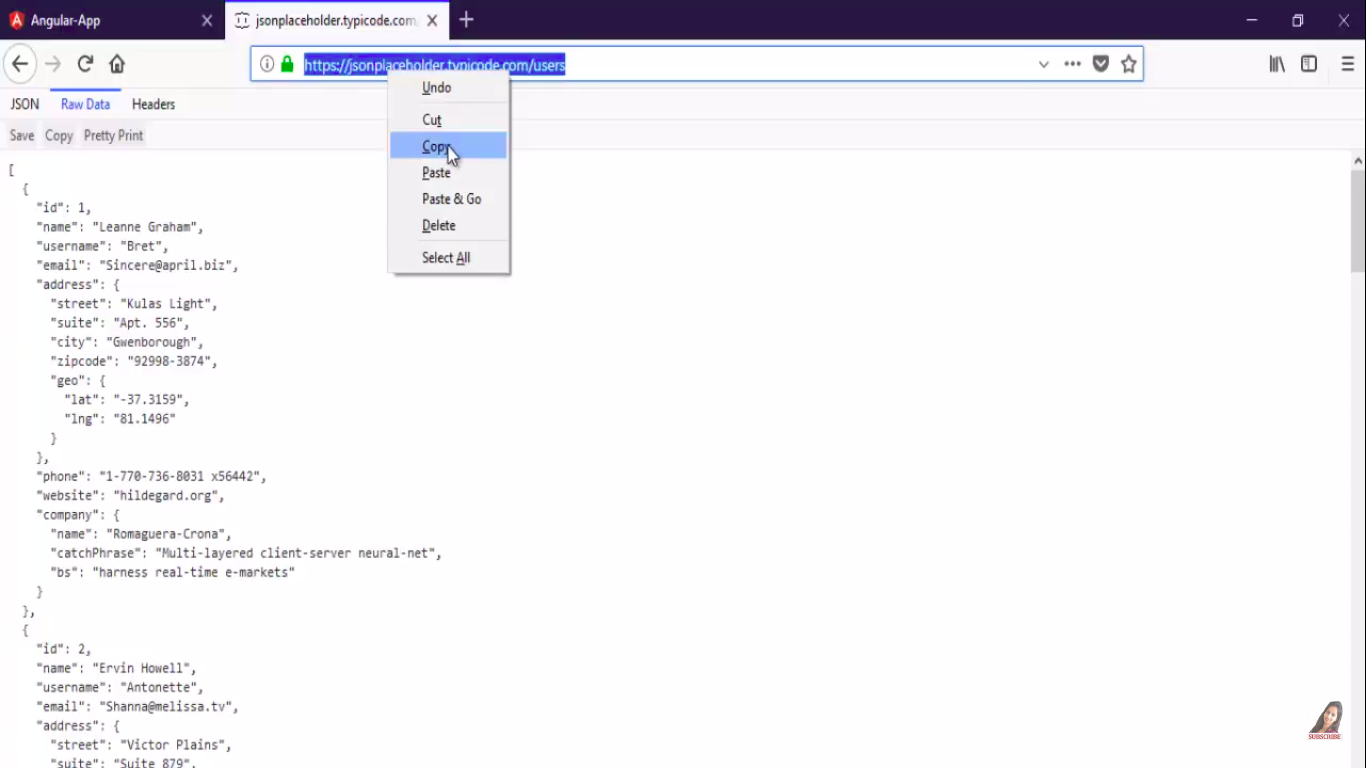 Angular-App
jsonplaceholder.typicode.com
https://jsonplaceholder.typicode.com/users
Undo
Cut
Copy
Paste
Paste & Go
Delete
Select All
JSON Raw Data Headers
Save Copy Pretty Print
[
{
"id": 1,
"name": "Leanne Graham",
"username": "Bret",
"email": "Sincere@april.biz",
"address": {
"street": "Kulas Light",
"suite": "Apt. 556",
"city": "Gwenborough",
"zipcode": "92998-3874",
"geo": {
"lat": "-37.3159",
"lng": "81.1496"
}
},
"phone": "1-770-736-8031 x56442",
"website": "hildegard.org",
"company": {
"name": "Romaguera-Crona",
"catchPhrase": "Multi-layered client-server neural-net",
"bs": "harness real-time e-markets"
}
},
{
"id": 2,
"name": "Ervin Howell",
"username": "Antonette",
"email": "Shanna@melissa.tv",
"address": {
"street": "Victor Plains",
"suite": "Suite 879",
SUBSCRIBE